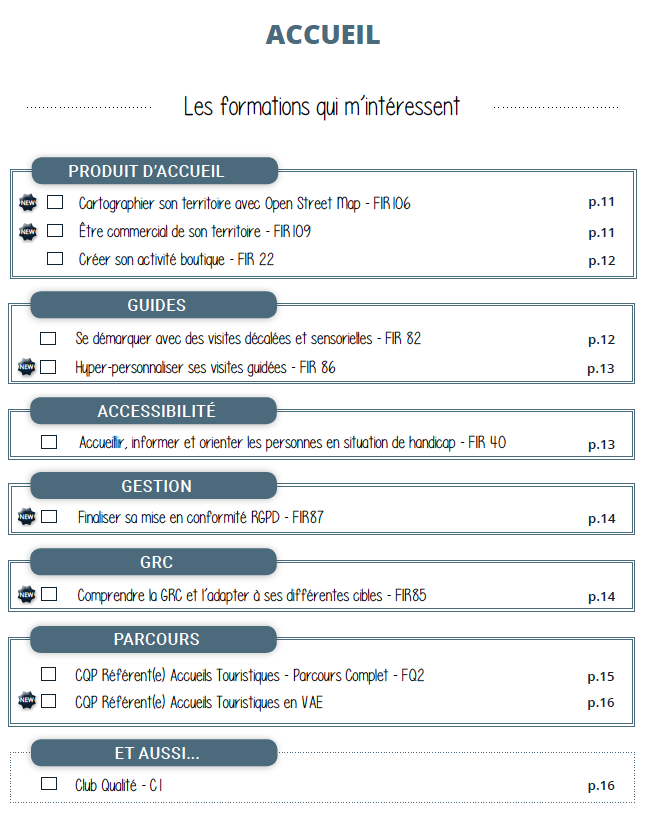 ACCUEIL
Les formations qui m'intéressent
PRODUIT D'ACCUEIL
NEW Cartographier son territoire avec Open Street Map - FIR106 p.11
NEW Être commercial de son territoire - FIR109 p.11
Créer son activité boutique - FIR 22 p.12
GUIDES
Se démarquer avec des visites décalées et sensorielles - FIR 82 p.12
NEW Hyper-personnaliser ses visites guidées - FIR 86 p.13
ACCESSIBILITÉ
Accueillir, informer et orienter les personnes en situation de handicap - FIR 40 p.13
GESTION
NEW Finaliser sa mise en conformité RGPD - FIR87 p.14
GRC
NEW Comprendre la GRC et l'adapter à ses différentes cibles - FIR85 p.14
PARCOURS
CQP Référent(e) Accueils Touristiques - Parcours Complet - FQ2 p.15
NEW CQP Référent(e) Accueils Touristiques en VAE p.16
ET AUSSI...
Club Qualité - C1 p.16